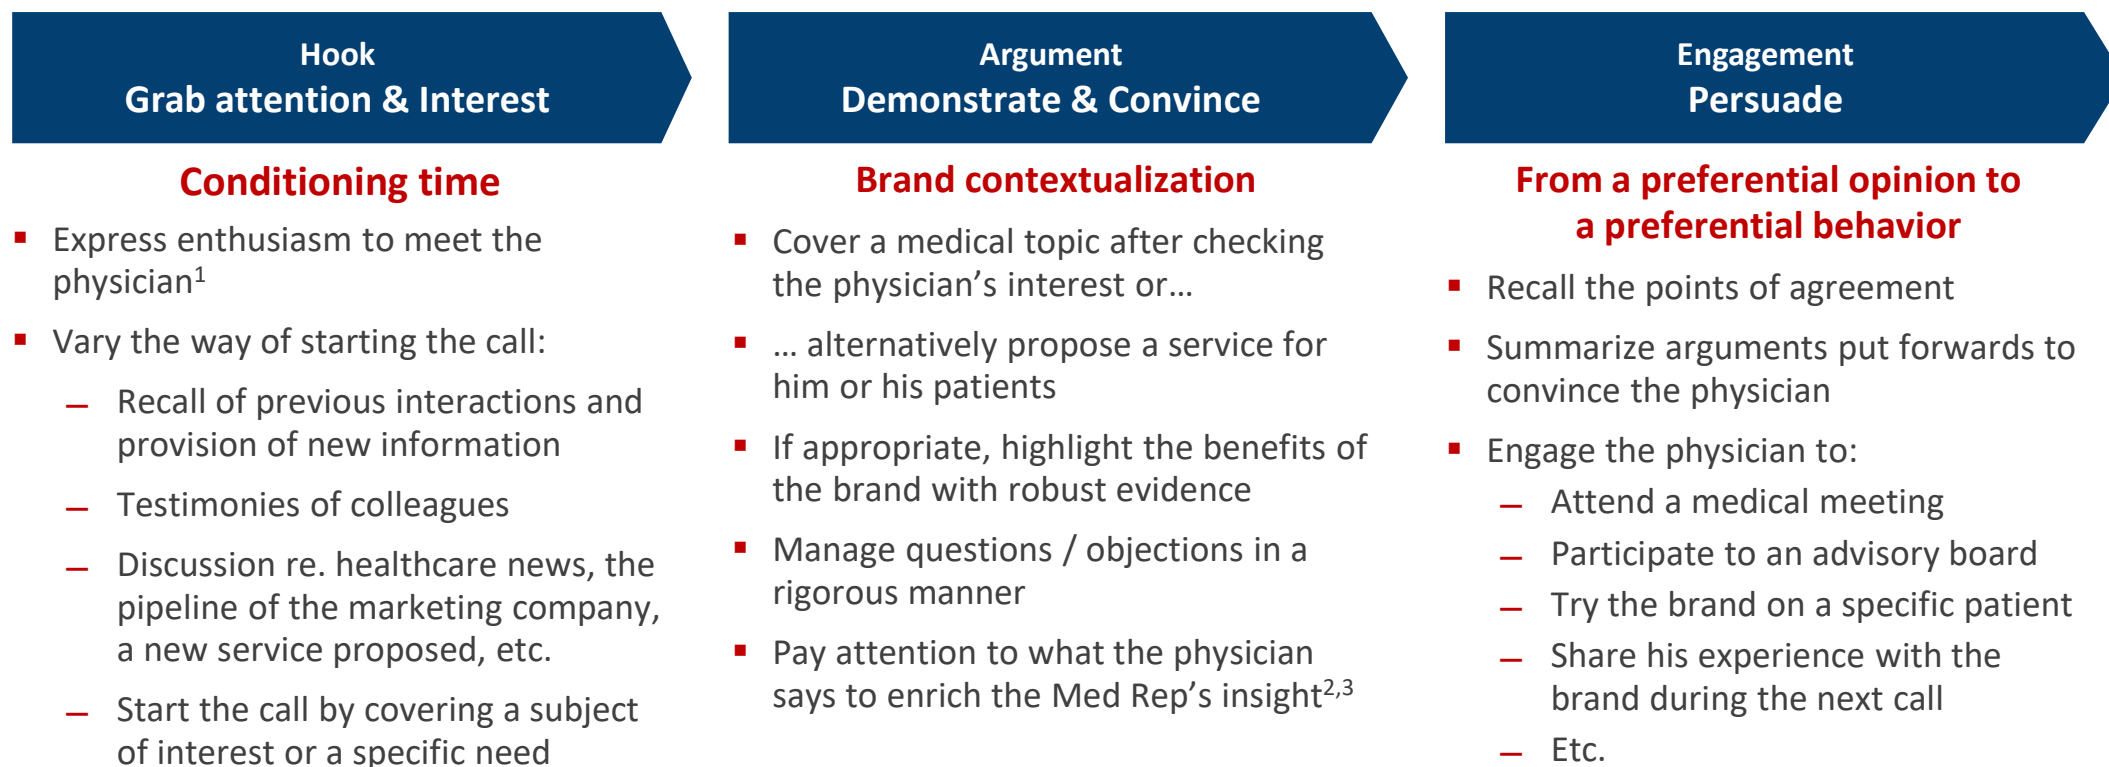 Hook
Grab attention & Interest
Conditioning time
▪ Express enthusiasm to meet the
physician¹
▪ Vary the way of starting the call:
– Recall of previous interactions and
provision of new information
– Testimonies of colleagues
– Discussion re. healthcare news, the
pipeline of the marketing company,
a new service proposed, etc.
– Start the call by covering a subject
of interest or a specific need
Argument
Demonstrate & Convince
Brand contextualization
▪ Cover a medical topic after checking
the physician’s interest or…
▪ … alternatively propose a service for
him or his patients
▪ If appropriate, highlight the benefits of
the brand with robust evidence
▪ Manage questions / objections in a
rigorous manner
▪ Pay attention to what the physician
says to enrich the Med Rep’s insight²,³
Engagement
Persuade
From a preferential opinion to
a preferential behavior
▪ Recall the points of agreement
▪ Summarize arguments put forwards to
convince the physician
▪ Engage the physician to:
– Attend a medical meeting
– Participate to an advisory board
– Try the brand on a specific patient
– Share his experience with the
brand during the next call
– Etc.